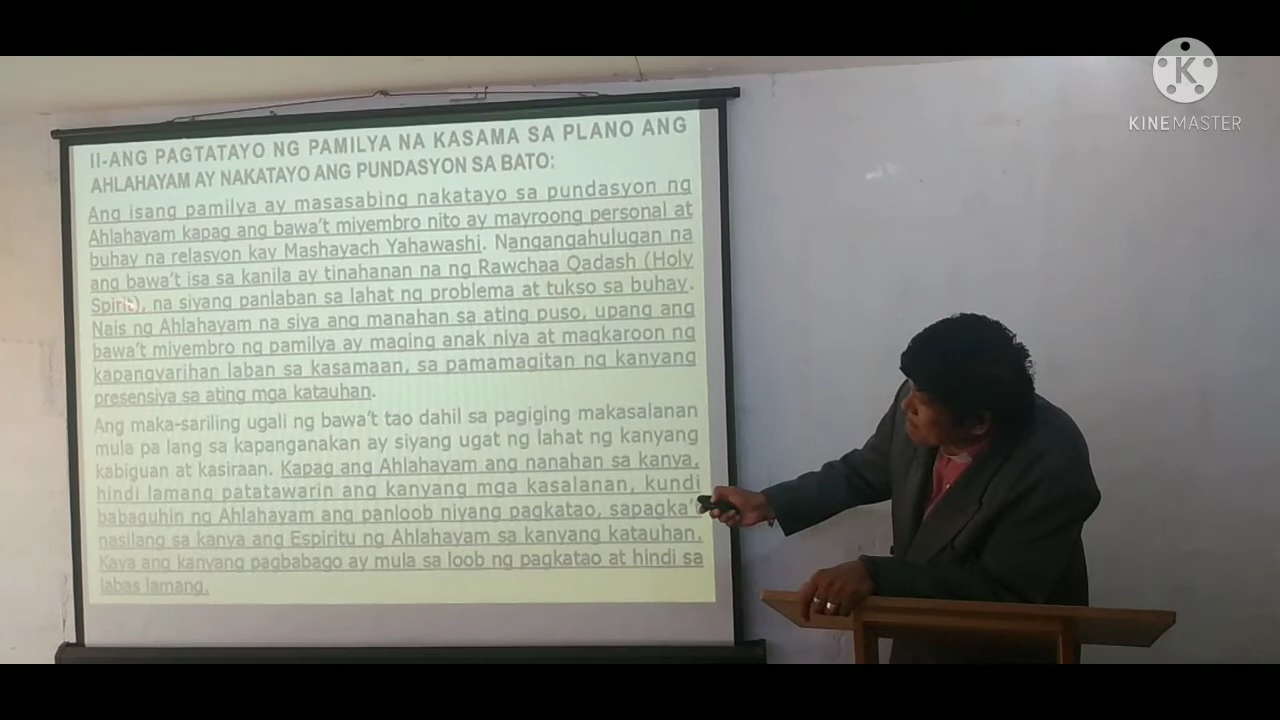 II-ANG PAGTATAYO NG PAMILYA NA KASAMA SA PLANO ANG
AHLAHAYAM AY NAKATAYO ANG PUNDASYON SA BATO:
Ang isang pamilya ay masasabing nakatayo sa pundasyon ng
Ahlahayam kapag ang bawa't miyembro nito ay mayroong personal at
buhay na relasyon kay Mashayach Yahawashi. Nangangahulugan na
ang bawa't isa sa kanila ay tinahanan na ng Rawchaa Qadash (Holy
Spirit), na siyang panlaban sa lahat ng problema at tukso sa buhay.
Nais ng Ahlahayam na siya ang manahan sa ating puso, upang ang
bawa't miyembro ng pamilya ay maging anak niya at magkaroon ng
kapangyarihan laban sa kasamaan, sa pamamagitan ng kanyang
presensiya sa ating mga katauhan.
Ang maka-sariling ugali ng bawa't tao dahil sa pagiging makasalanan
mula pa lang sa kapanganakan ay siyang ugat ng lahat ng kanyang
kabiguan at kasiraan. Kapag ang Ahlahayam ang nanahan sa kanya,
hindi lamang patatawarin ang kanyang mga kasalanan, kundi
babaguhin ng Ahlahayam ang panloob niyang pagkatao, sapagka't
nasilang sa kanya ang Espiritu ng Ahlahayam sa kanyang katauhan.
Kaya ang kanyang pagbabago ay mula sa loob ng pagkatao at hindi sa
labas lamang.
K
KINEMASTER